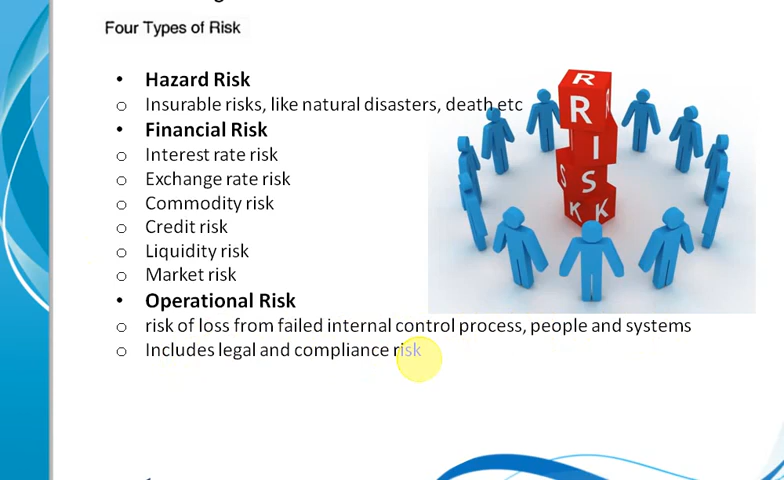 Four Types of Risk
• Hazard Risk
o Insurable risks, like natural disasters, death etc
• Financial Risk
o Interest rate risk
o Exchange rate risk
o Commodity risk
o Credit risk
o Liquidity risk
o Market risk
• Operational Risk
o risk of loss from failed internal control process, people and systems
o Includes legal and compliance risk
R
R
I
S
S
K K